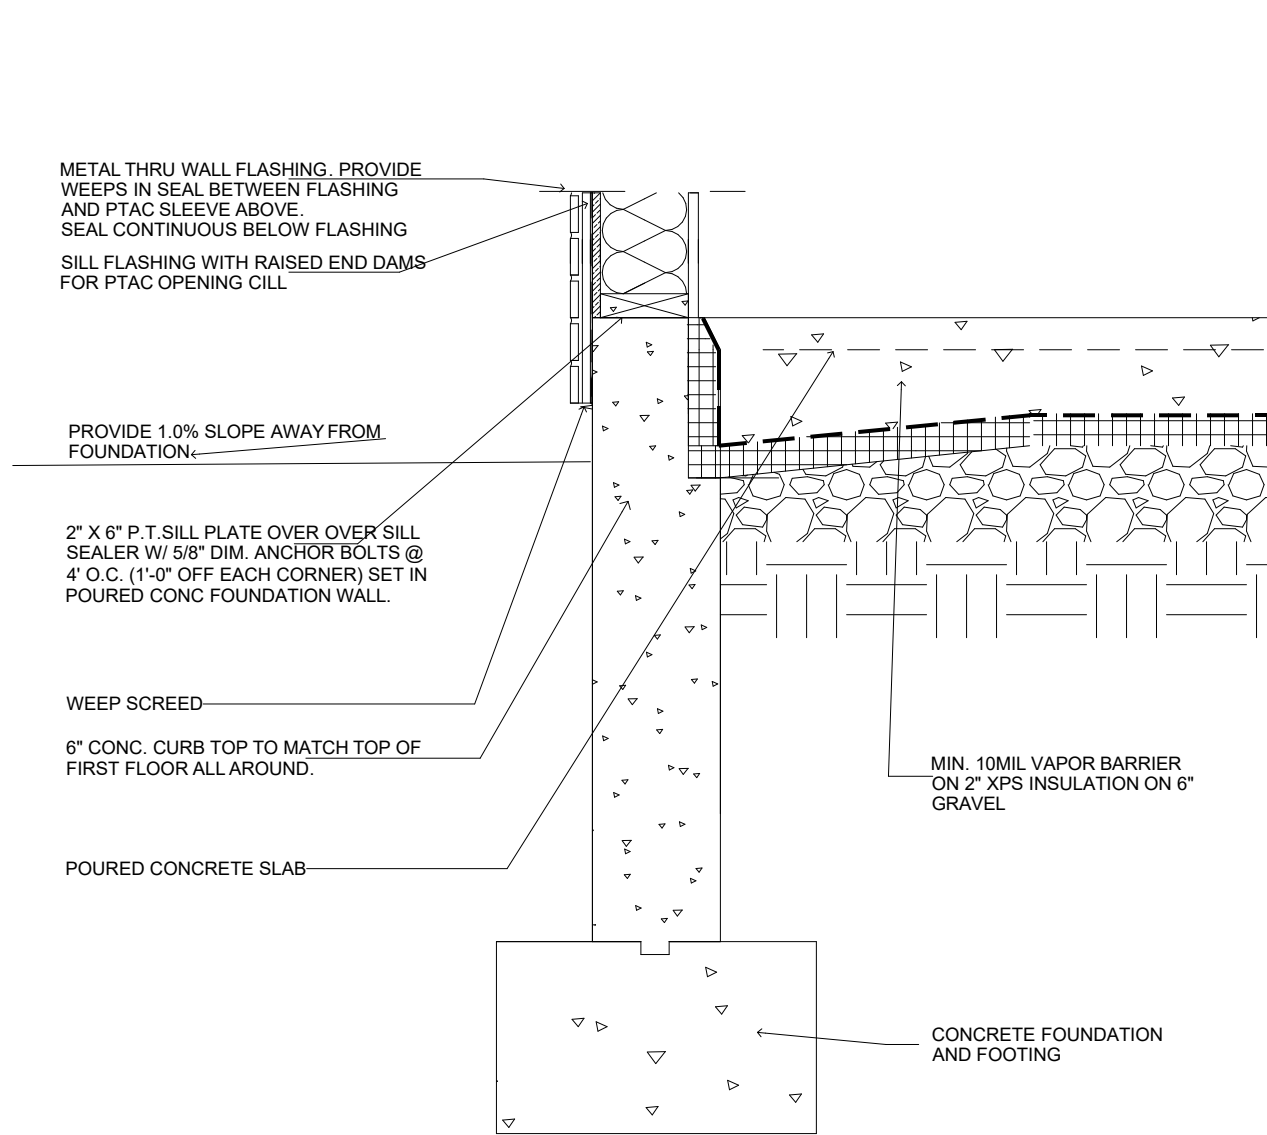 METAL THRU WALL FLASHING. PROVIDE
WEEPS IN SEAL BETWEEN FLASHING
AND PTAC SLEEVE ABOVE.
SEAL CONTINUOUS BELOW FLASHING
SILL FLASHING WITH RAISED END DAMS
FOR PTAC OPENING CILL
PROVIDE 1.0% SLOPE AWAY FROM
FOUNDATION
2" X 6" P.T.SILL PLATE OVER OVER SILL
SEALER W/ 5/8" DIM. ANCHOR BOLTS @
4' O.C. (1'-0" OFF EACH CORNER) SET IN
POURED CONC FOUNDATION WALL.
WEEP SCREED
6" CONC. CURB TOP TO MATCH TOP OF
FIRST FLOOR ALL AROUND.
POURED CONCRETE SLAB
MIN. 10MIL VAPOR BARRIER
ON 2" XPS INSULATION ON 6"
GRAVEL
CONCRETE FOUNDATION
AND FOOTING